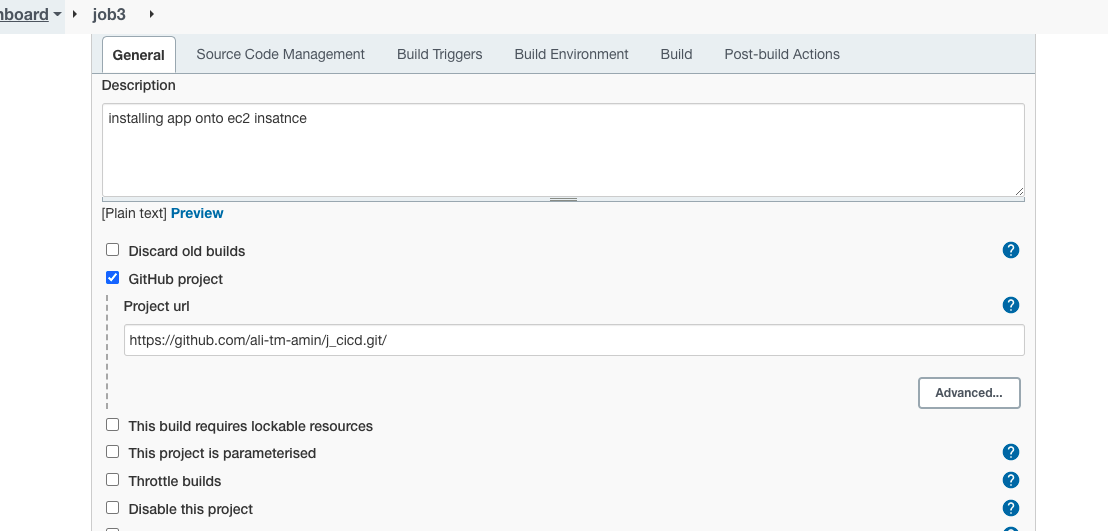 nboard job3
General Source Code Management Build Triggers Build Environment Build Post-build Actions
Description
installing app onto ec2 insatnce
[Plain text] Preview
Discard old builds
GitHub project
Project url
https://github.com/ali-tm-amin/j_cicd.git/
Advanced...
This build requires lockable resources
This project is parameterised
Throttle builds
Disable this project